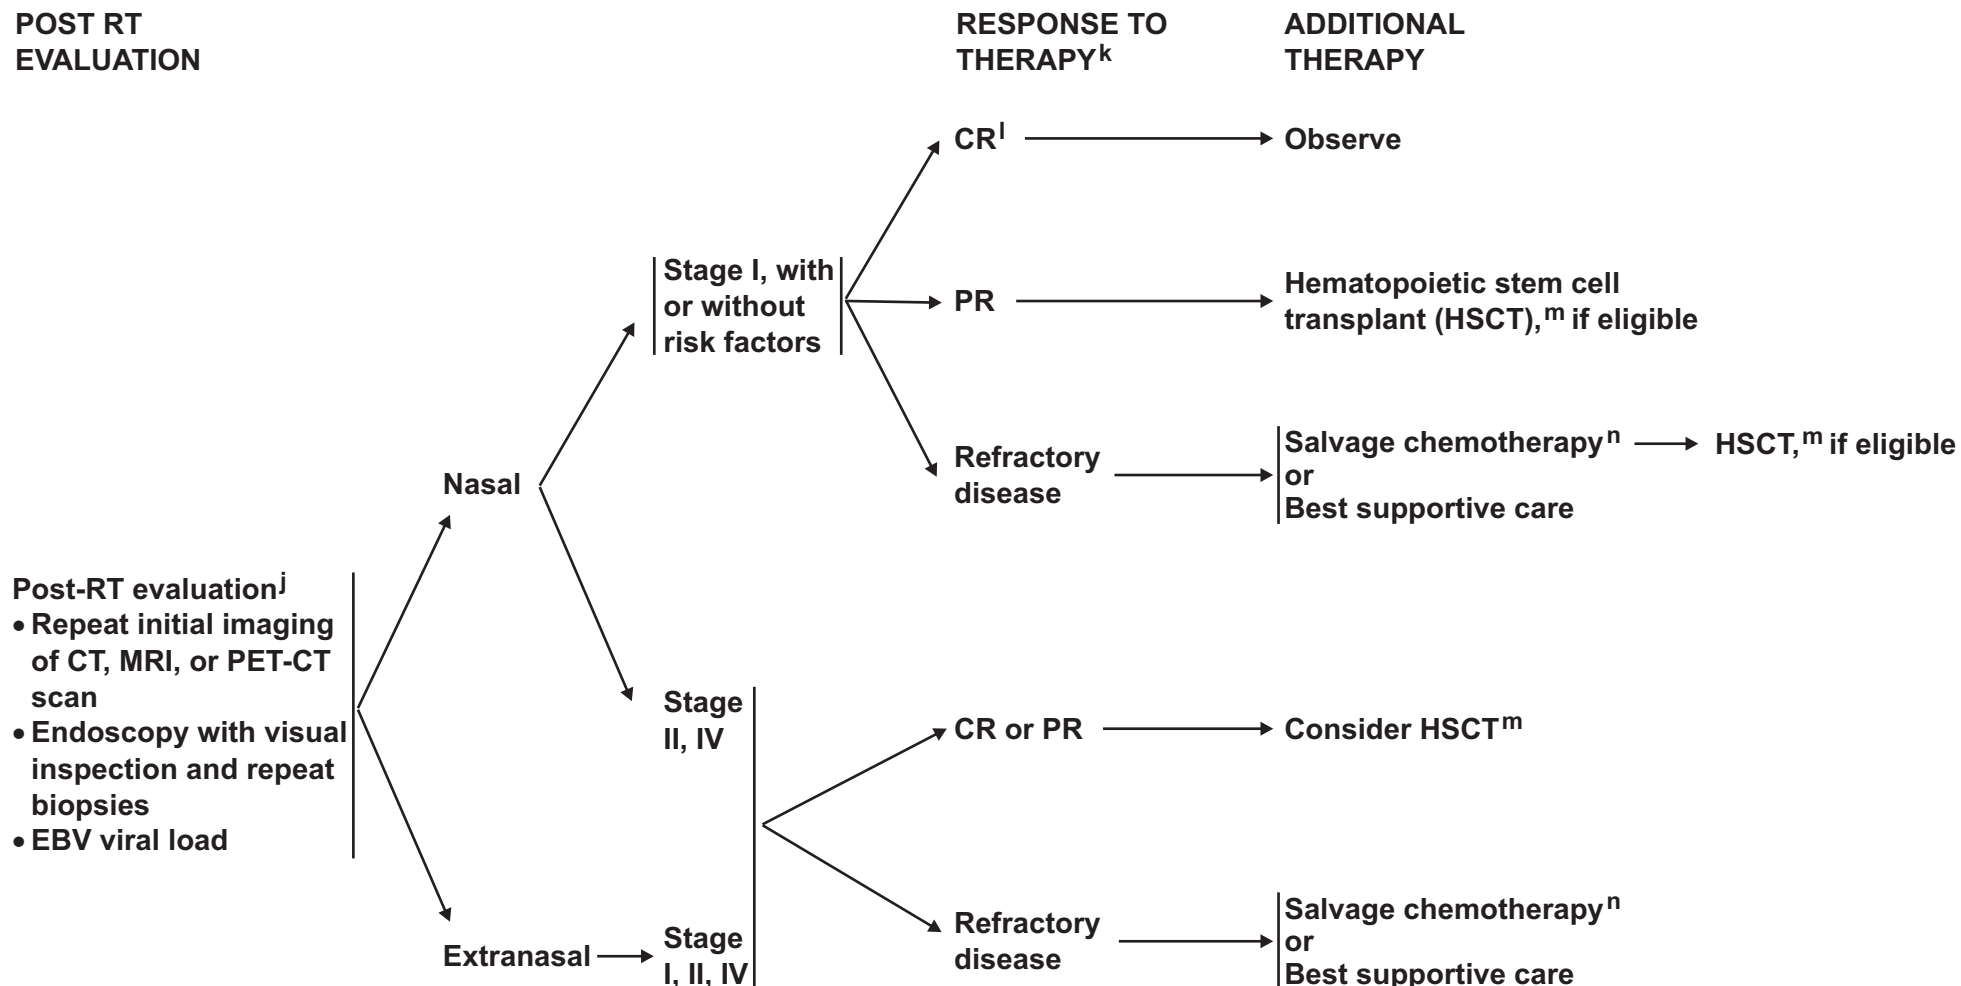 POST RT
EVALUATION
RESPONSE TO
THERAPYk
ADDITIONAL
THERAPY
CRl
Observe
Stage I, with
or without
risk factors
PR
Hematopoietic stem cell
transplant (HSCT),m if eligible
Refractory
disease
Salvage chemotherapyn
or
Best supportive care
HSCT,m if eligible
Nasal
Post-RT evaluationj
• Repeat initial imaging
of CT, MRI, or PET-CT
scan
• Endoscopy with visual
inspection and repeat
biopsies
• EBV viral load
Stage
II, IV
CR or PR
Consider HSCTm
Extranasal
Stage
I, II, IV
Refractory
disease
Salvage chemotherapyn
or
Best supportive care